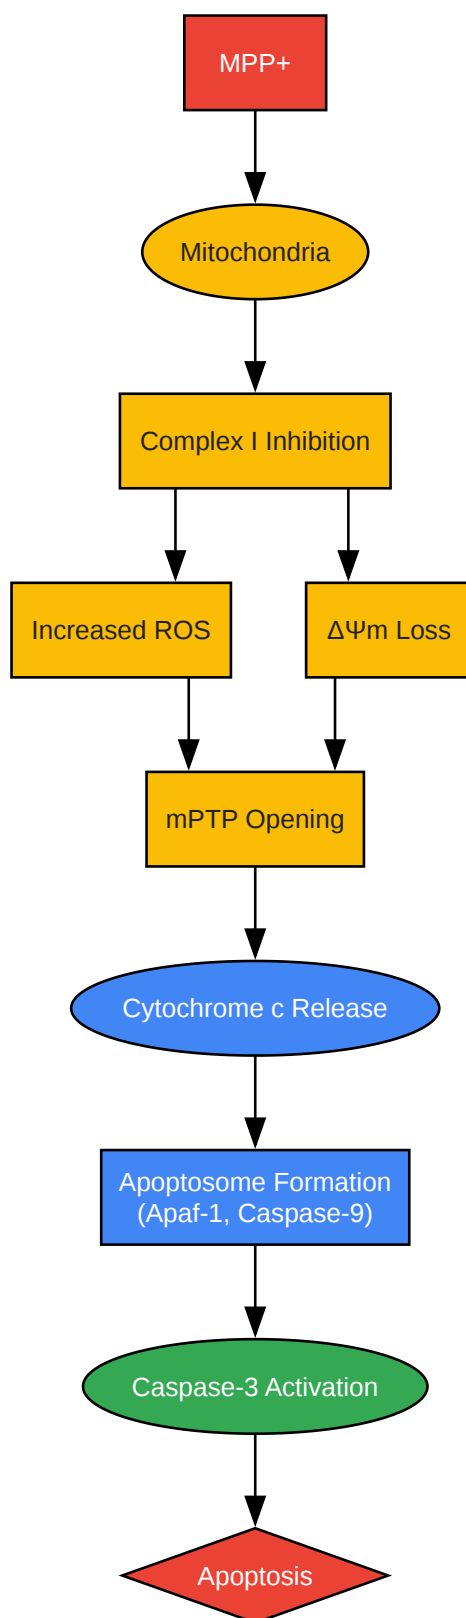 MPP+
Mitochondria
Complex I Inhibition
Increased ROS
ΔΨm Loss
mPTP Opening
Cytochrome c Release
Apoptosome Formation
(Apaf-1, Caspase-9)
Caspase-3 Activation
Apoptosis